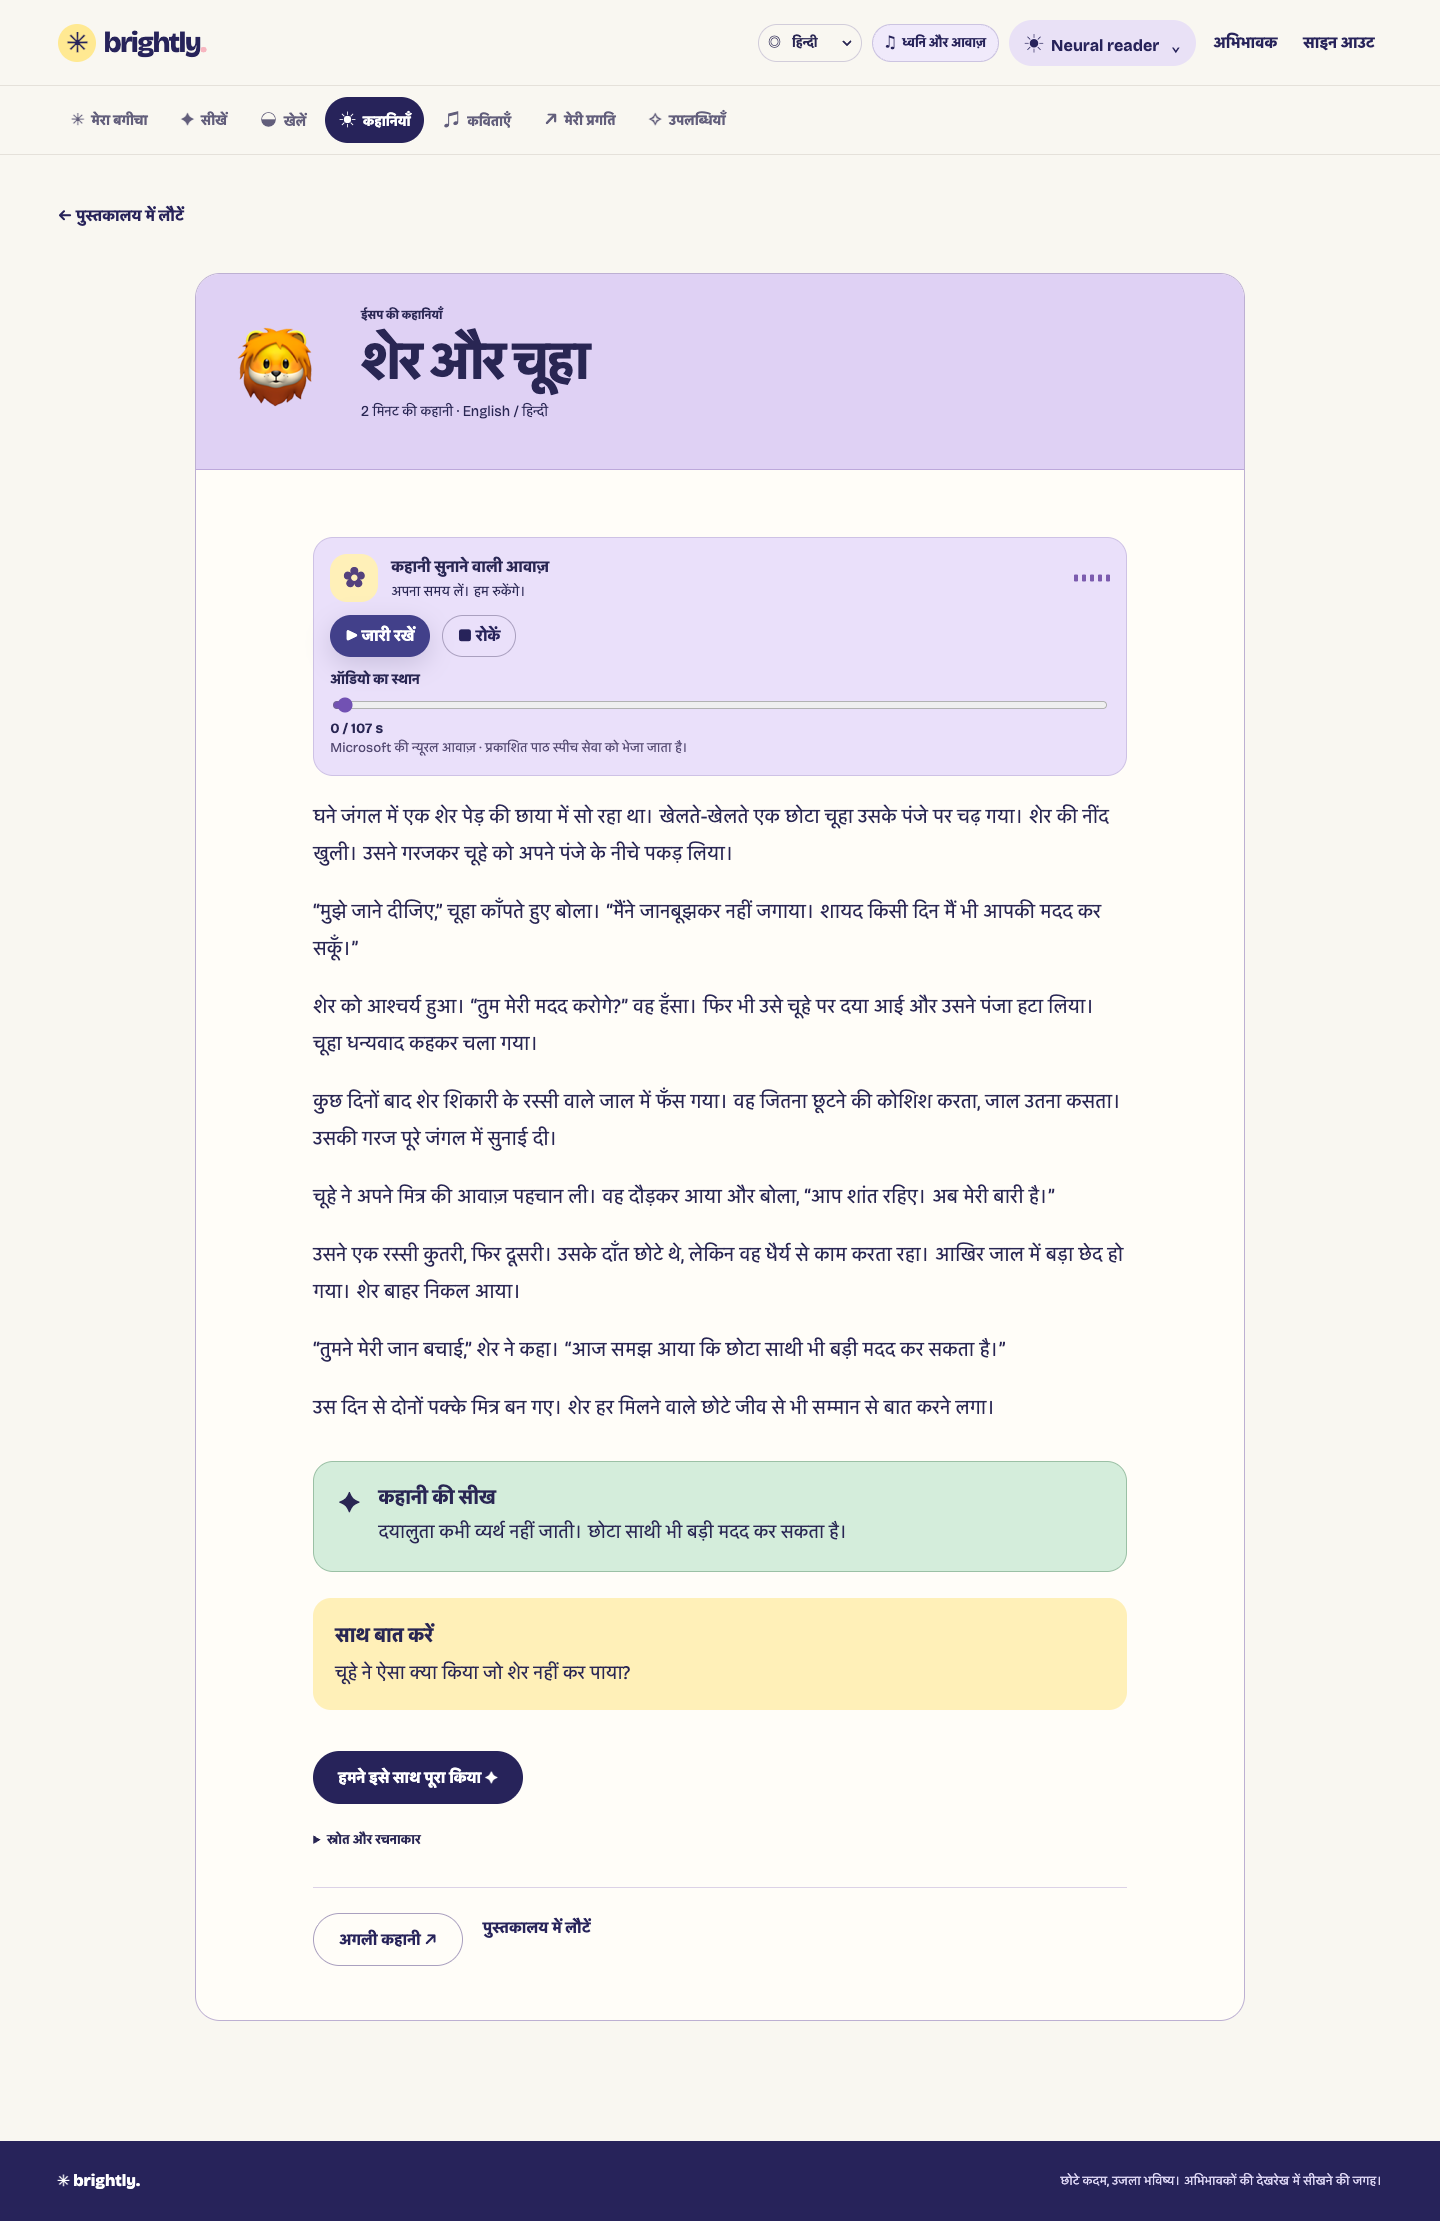 brightly.
हिन्दी
ध्वनि और आवाज़
Neural reader
अभिभावक
साइन आउट
मेरा बगीचा
सीखें
खेलें
कहानियाँ
कविताएँ
मेरी प्रगति
उपलब्धियाँ
← पुस्तकालय में लौटें
ईसप की कहानियाँ
शेर और चूहा
2 मिनट की कहानी · English / हिन्दी
कहानी सुनाने वाली आवाज़
अपना समय लें। हम रुकेंगे।
जारी रखें
रोकें
ऑडियो का स्थान
0 / 107 s
Microsoft की न्यूरल आवाज़ · प्रकाशित पाठ स्पीच सेवा को भेजा जाता है।
घने जंगल में एक शेर पेड़ की छाया में सो रहा था। खेलते-खेलते एक छोटा चूहा उसके पंजे पर चढ़ गया। शेर की नींद
खुली। उसने गरजकर चूहे को अपने पंजे के नीचे पकड़ लिया।
“मुझे जाने दीजिए,” चूहा काँपते हुए बोला। “मैंने जानबूझकर नहीं जगाया। शायद किसी दिन मैं भी आपकी मदद कर
सकूँ।”
शेर को आश्चर्य हुआ। “तुम मेरी मदद करोगे?” वह हँसा। फिर भी उसे चूहे पर दया आई और उसने पंजा हटा लिया।
चूहा धन्यवाद कहकर चला गया।
कुछ दिनों बाद शेर शिकारी के रस्सी वाले जाल में फँस गया। वह जितना छूटने की कोशिश करता, जाल उतना कसता।
उसकी गरज पूरे जंगल में सुनाई दी।
चूहे ने अपने मित्र की आवाज़ पहचान ली। वह दौड़कर आया और बोला, “आप शांत रहिए। अब मेरी बारी है।”
उसने एक रस्सी कुतरी, फिर दूसरी। उसके दाँत छोटे थे, लेकिन वह धैर्य से काम करता रहा। आखिर जाल में बड़ा छेद हो
गया। शेर बाहर निकल आया।
“तुमने मेरी जान बचाई,” शेर ने कहा। “आज समझ आया कि छोटा साथी भी बड़ी मदद कर सकता है।”
उस दिन से दोनों पक्के मित्र बन गए। शेर हर मिलने वाले छोटे जीव से भी सम्मान से बात करने लगा।
कहानी की सीख
दयालुता कभी व्यर्थ नहीं जाती। छोटा साथी भी बड़ी मदद कर सकता है।
साथ बात करें
चूहे ने ऐसा क्या किया जो शेर नहीं कर पाया?
हमने इसे साथ पूरा किया ✦
स्रोत और रचनाकार
अगली कहानी ↗
पुस्तकालय में लौटें
brightly.
छोटे कदम, उजला भविष्य। अभिभावकों की देखरेख में सीखने की जगह।